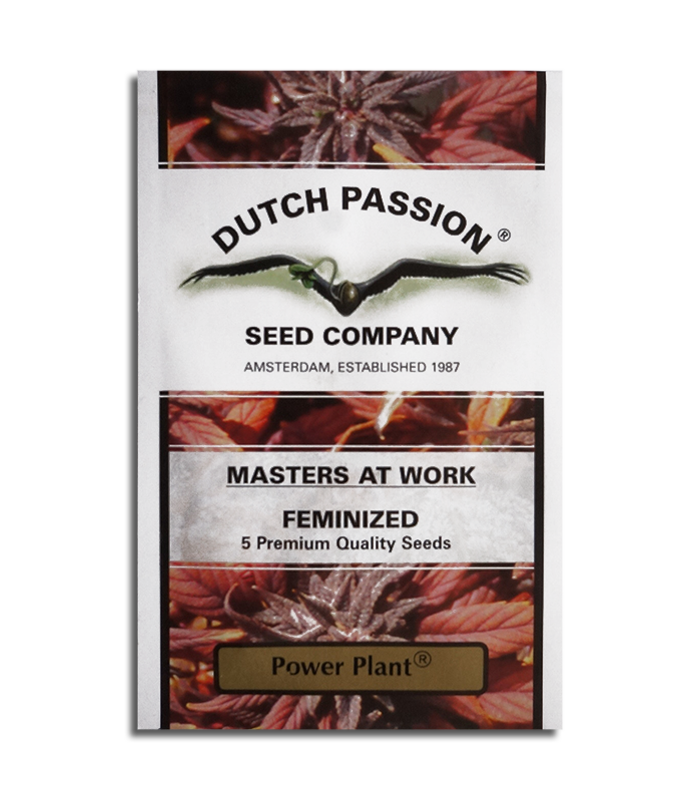 DUTCH PASSION®
SEED COMPANY
AMSTERDAM, ESTABLISHED 1987
MASTERS AT WORK
FEMINIZED
5 Premium Quality Seeds
Power Plant®